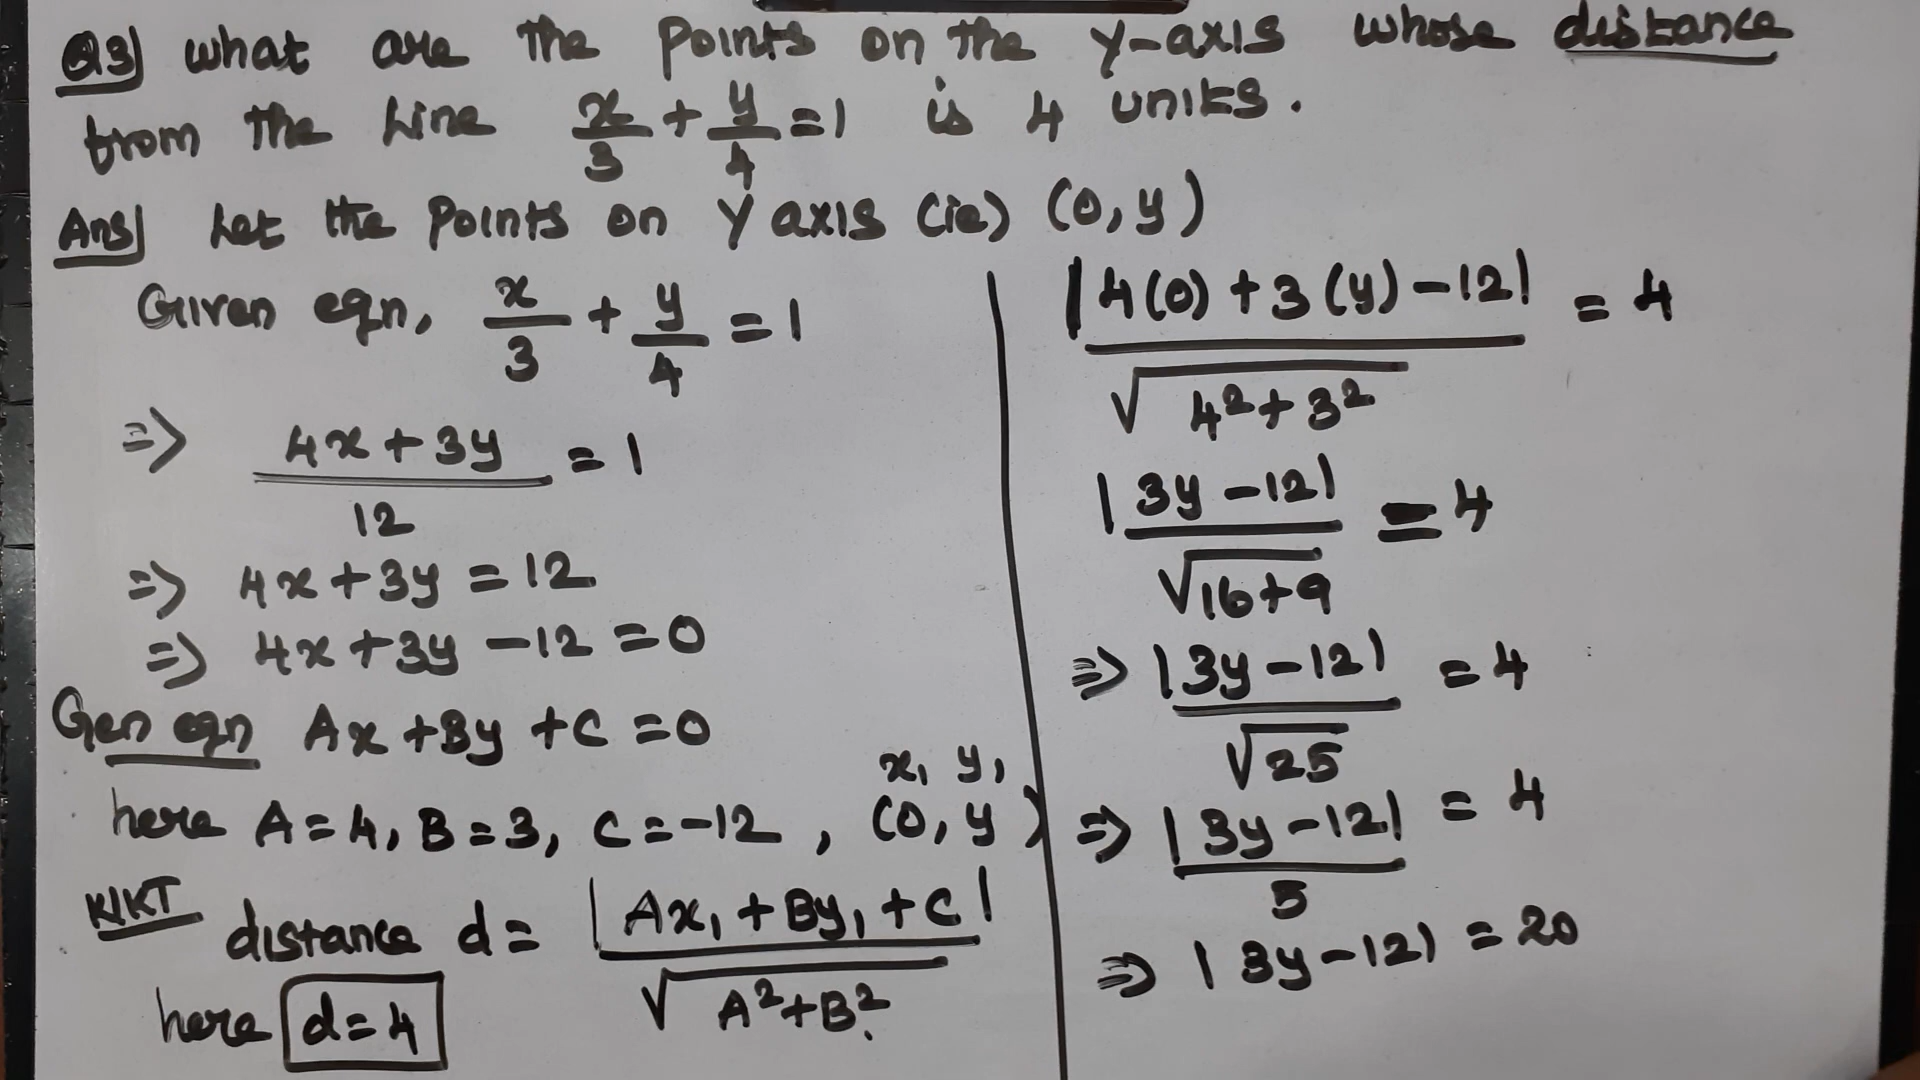 Q3) what are the points on the y-axis whose distance
from the line x/3 + y/4 = 1 is 4 units.
Ans) Let the points on Y axis (ie) (0, y)
Given eqn, x/3 + y/4 = 1
=> 4x + 3y / 12 = 1
=> 4x + 3y = 12
=> 4x + 3y - 12 = 0
Gen eqn Ax + By + C = 0
x₁ y₁
here A = 4, B = 3, C = -12 , (0, y)
WKT distance d = |Ax₁ + By₁ + C| / √A² + B²
here d = 4
|4(0) + 3(y) - 12| / √4² + 3² = 4
|3y - 12| / √16 + 9 = 4
=> |3y - 12| / √25 = 4
=> |3y - 12| / 5 = 4
=> |3y - 12| = 20